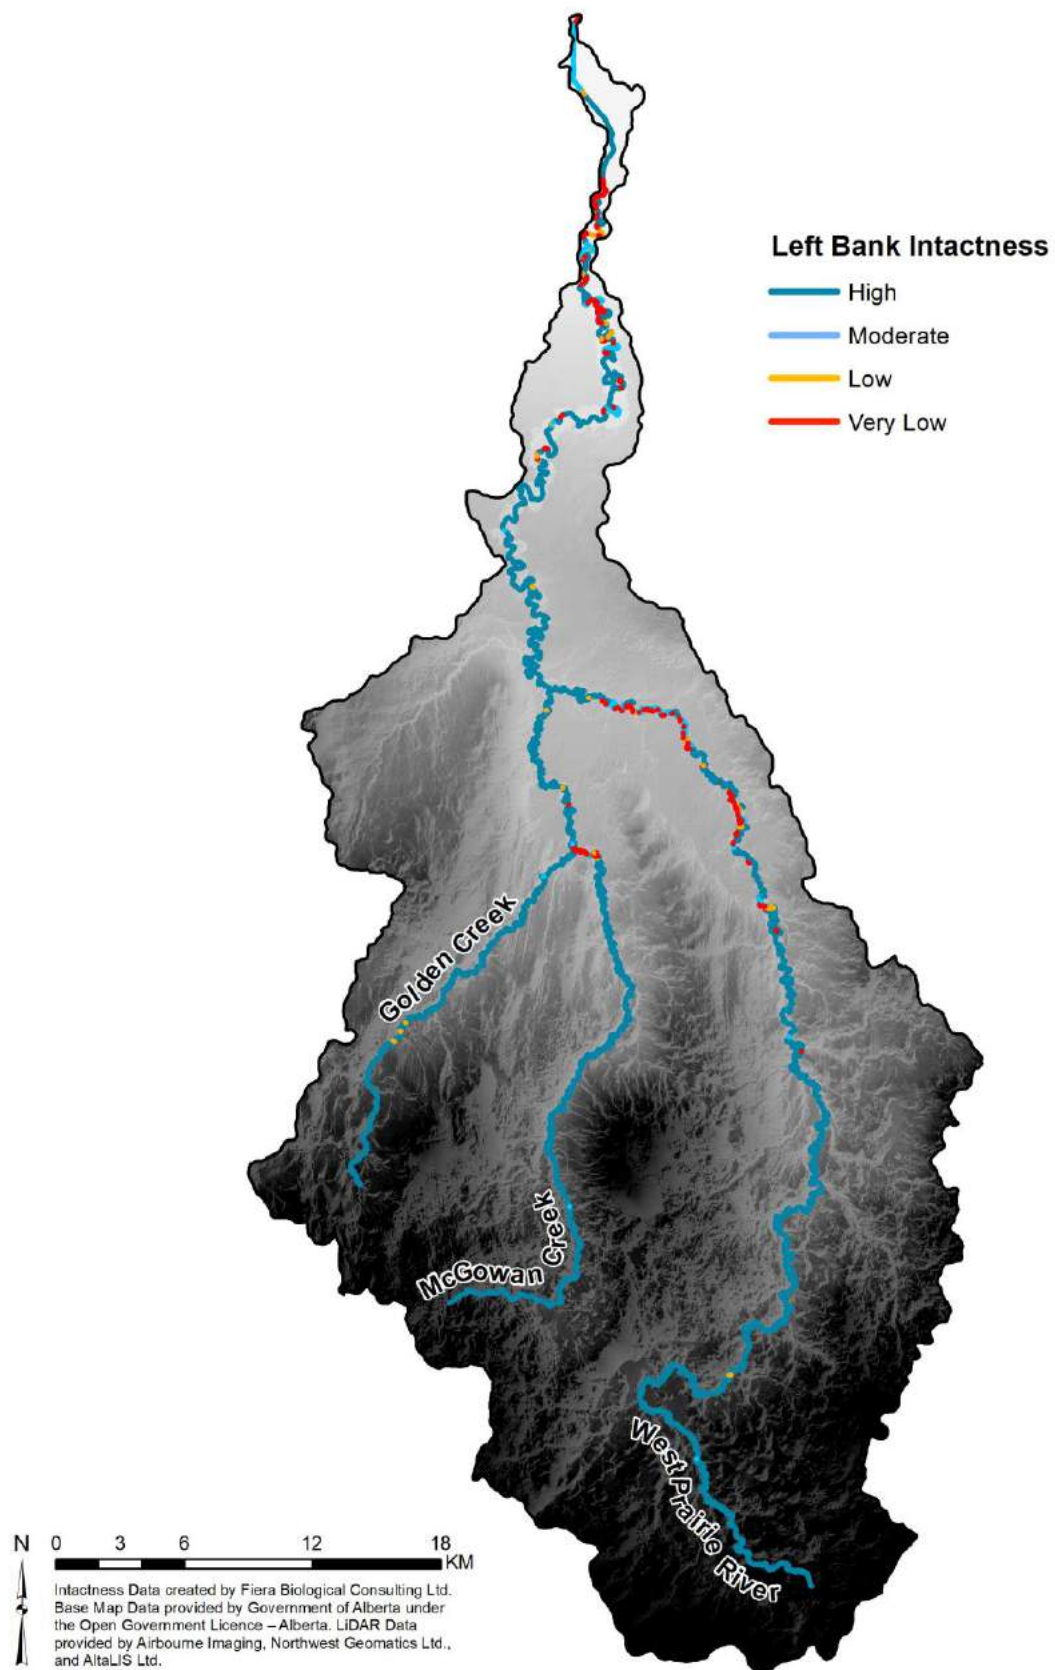 Left Bank Intactness
High
Moderate
Low
Very Low
Golden Creek
McGowan Creek
West Prairie River
N 0 3 6 12 18
KM
Intactness Data created by Fiera Biological Consulting Ltd.
Base Map Data provided by Government of Alberta under
the Open Government Licence – Alberta. LiDAR Data
provided by Airbourne Imaging, Northwest Geomatics Ltd.,
and AltaLIS Ltd.